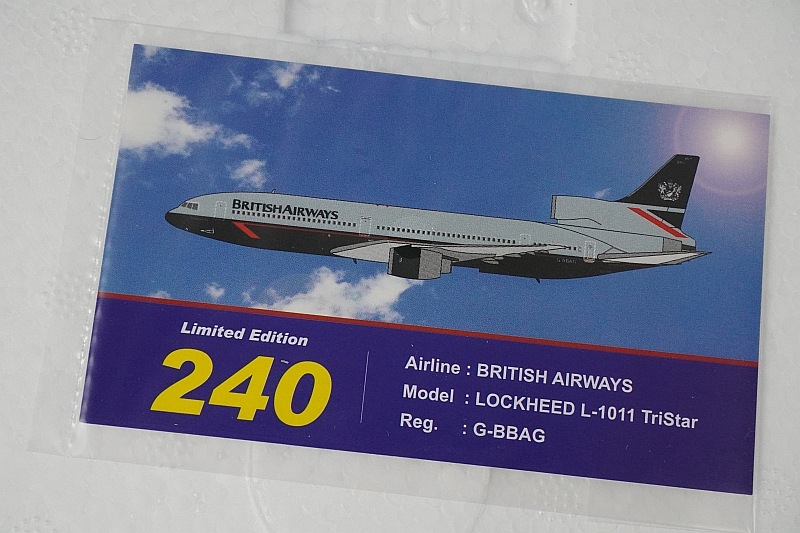 BRITISH AIRWAYS
Limited Edition
240
Airline : BRITISH AIRWAYS
Model : LOCKHEED L-1011 TriStar
Reg. : G-BBAG